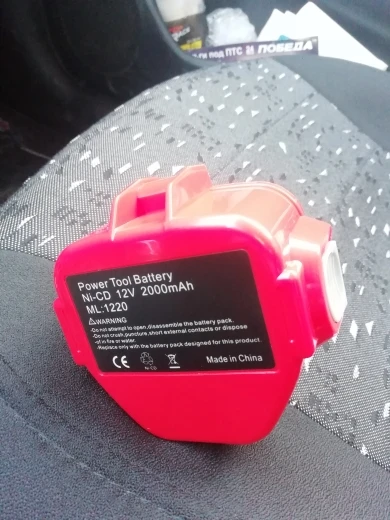 под ПТС И ПОБЕДА"
Power Tool Battery
Ni-CD 12V 2000mAh
ML:1220
WARNING
-Do not attempt to open ,disassemble the battery pack.
-Do not crush,puncture,short external contacts or dispose
of in fire or water.
-Replace only with the battery pack designed for this product.
CE
Ni-CD
Made in China